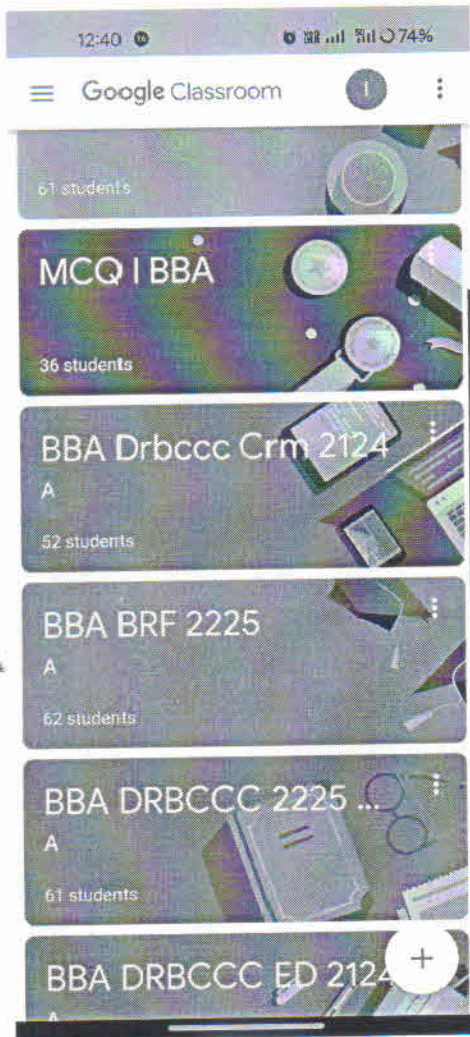 12:40 16 74%
Google Classroom I
61 students
MCQ I BBA
36 students
BBA Drbccc Crm 2124
A
52 students
BBA BRF 2225
A
62 students
BBA DRBCCC 2225 ...
A
61 students
BBA DRBCCC ED 2124
A